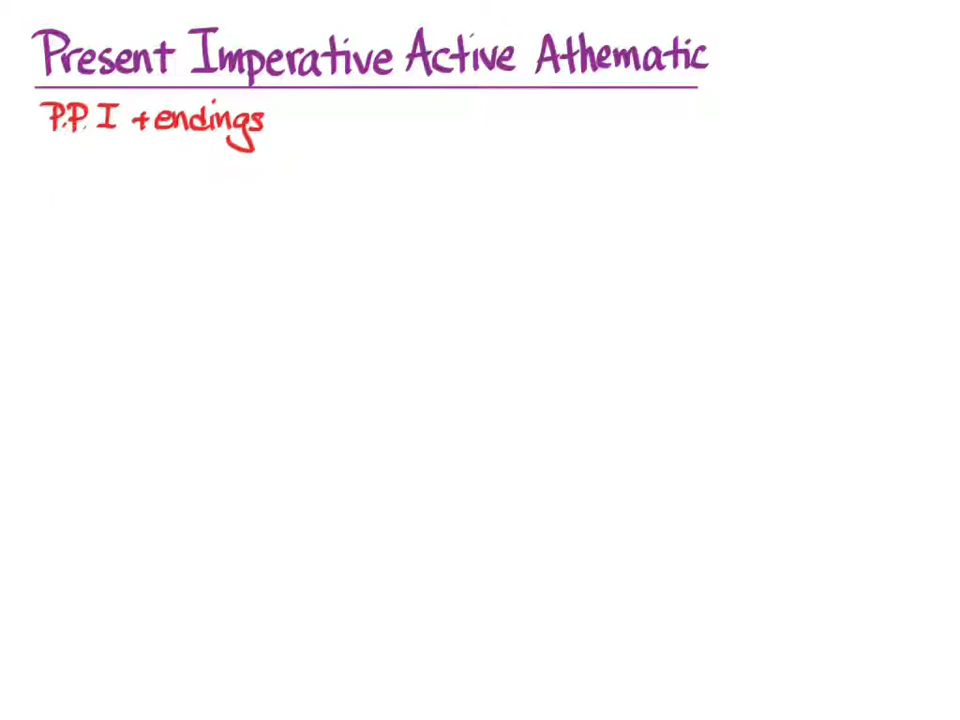 Present Imperative Active Athematic
P.P. I + endings